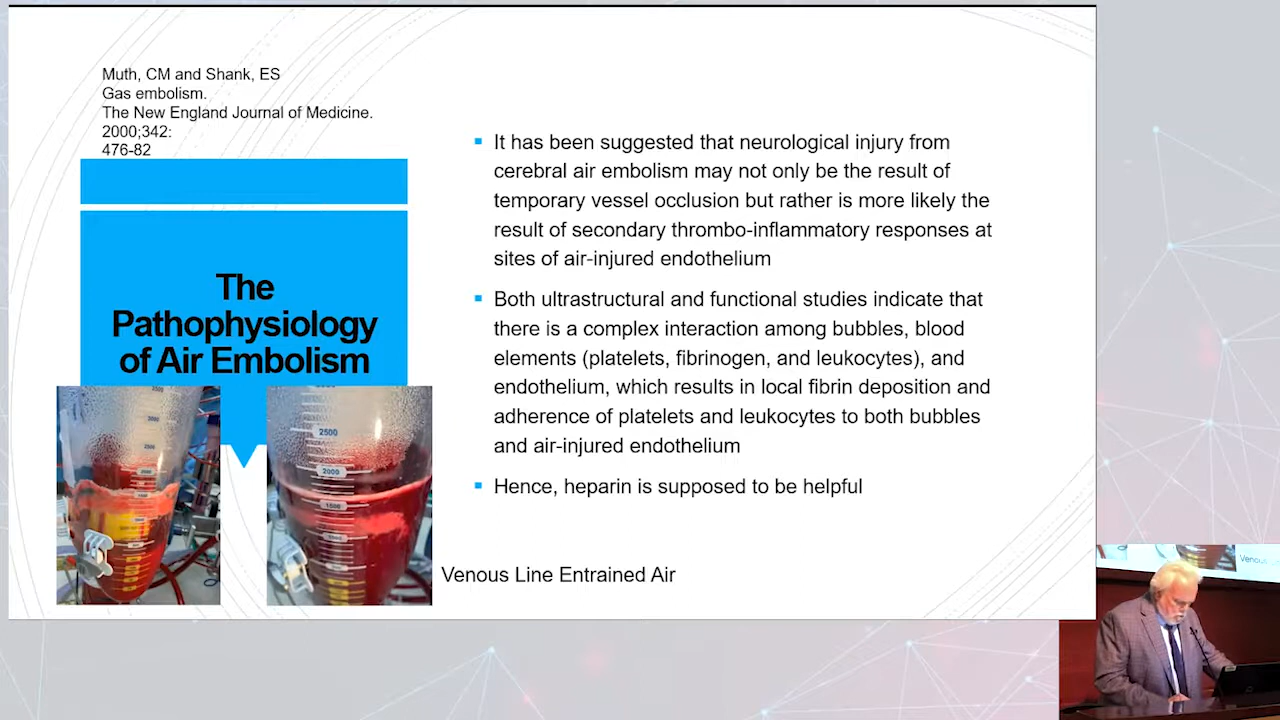 Muth, CM and Shank, ES
Gas embolism.
The New England Journal of Medicine.
2000;342:
476-82
The
Pathophysiology
of Air Embolism
It has been suggested that neurological injury from
cerebral air embolism may not only be the result of
temporary vessel occlusion but rather is more likely the
result of secondary thrombo-inflammatory responses at
sites of air-injured endothelium
Both ultrastructural and functional studies indicate that
there is a complex interaction among bubbles, blood
elements (platelets, fibrinogen, and leukocytes), and
endothelium, which results in local fibrin deposition and
adherence of platelets and leukocytes to both bubbles
and air-injured endothelium
Hence, heparin is supposed to be helpful
2500
2000
1500
Venous Line Entrained Air